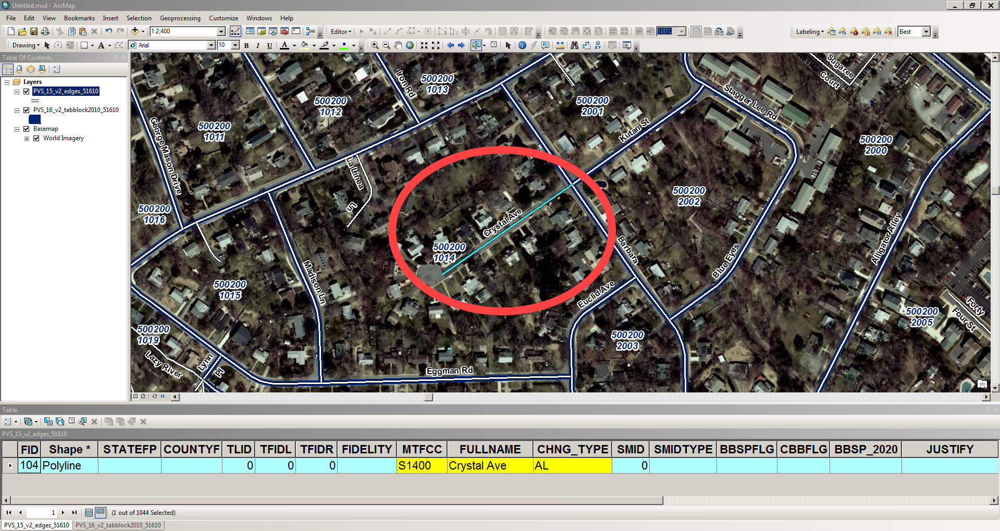 Untitled.mxd - ArcMap
File Edit View Bookmarks Insert Selection Geoprocessing Customize Windows Help
1:2,400 Editor 100% Labeling Best
Drawing A Arial 10 B I U A
Table Of Contents
Layers
PVS_15_v2_edges_51610
PVS_16_v2_tabblock2010_51610
Basemap
World Imagery
Sugaree
Court
Iron Rd
500200
1013
500200
1012
500200
2001
Stagger Lee Rd
500200
1011
Kutan St
George Mason Drive
500200
2000
La Linea
Ln
500200
2002
500200
1016
Crystal Ave
500200
1014
Barbara
Blue Eyes
Alligator Alley
Madison Ln
500200
1015
Euclid Ave
Forty
Four St
500200
2005
500200
1019
500200
2003
Lazy River
Lynn
Pl
Eggman Rd
Table
PVS_15_v2_edges_51610
FID Shape * STATEFP COUNTYF TLID TFIDL TFIDR FIDELITY MTFCC FULLNAME CHNG_TYPE SMID SMIDTYPE BBSPFLG CBBFLG BBSP_2020 JUSTIFY
104 Polyline 0 0 0 S1400 Crystal Ave AL 0
1 (1 out of 1044 Selected)
PVS_15_v2_edges_51610 PVS_16_v2_tabblock2010_51610